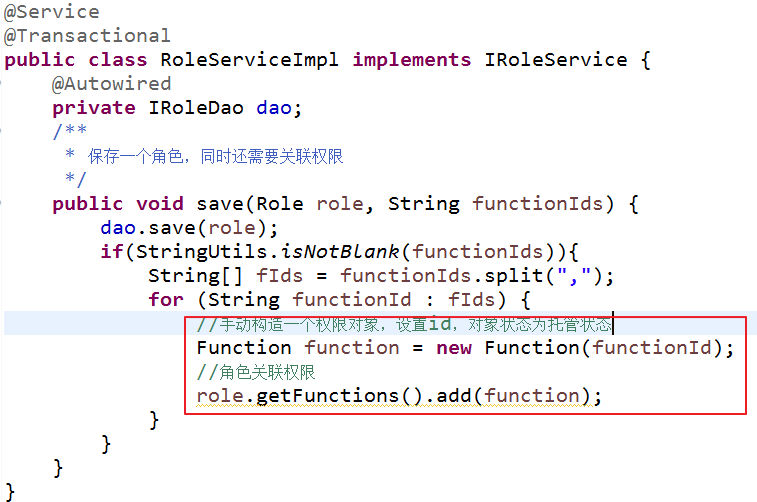 @Service
@Transactional
public class RoleServiceImpl implements IRoleService {
@Autowired
private IRoleDao dao;
/**
* 保存一个角色，同时还需要关联权限
*/
public void save(Role role, String functionIds) {
dao.save(role);
if(StringUtils.isNotBlank(functionIds)){
String[] fIds = functionIds.split(",");
for (String functionId : fIds) {
//手动构造一个权限对象，设置id，对象状态为托管状态
Function function = new Function(functionId);
//角色关联权限
role.getFunctions().add(function);
}
}
}
}